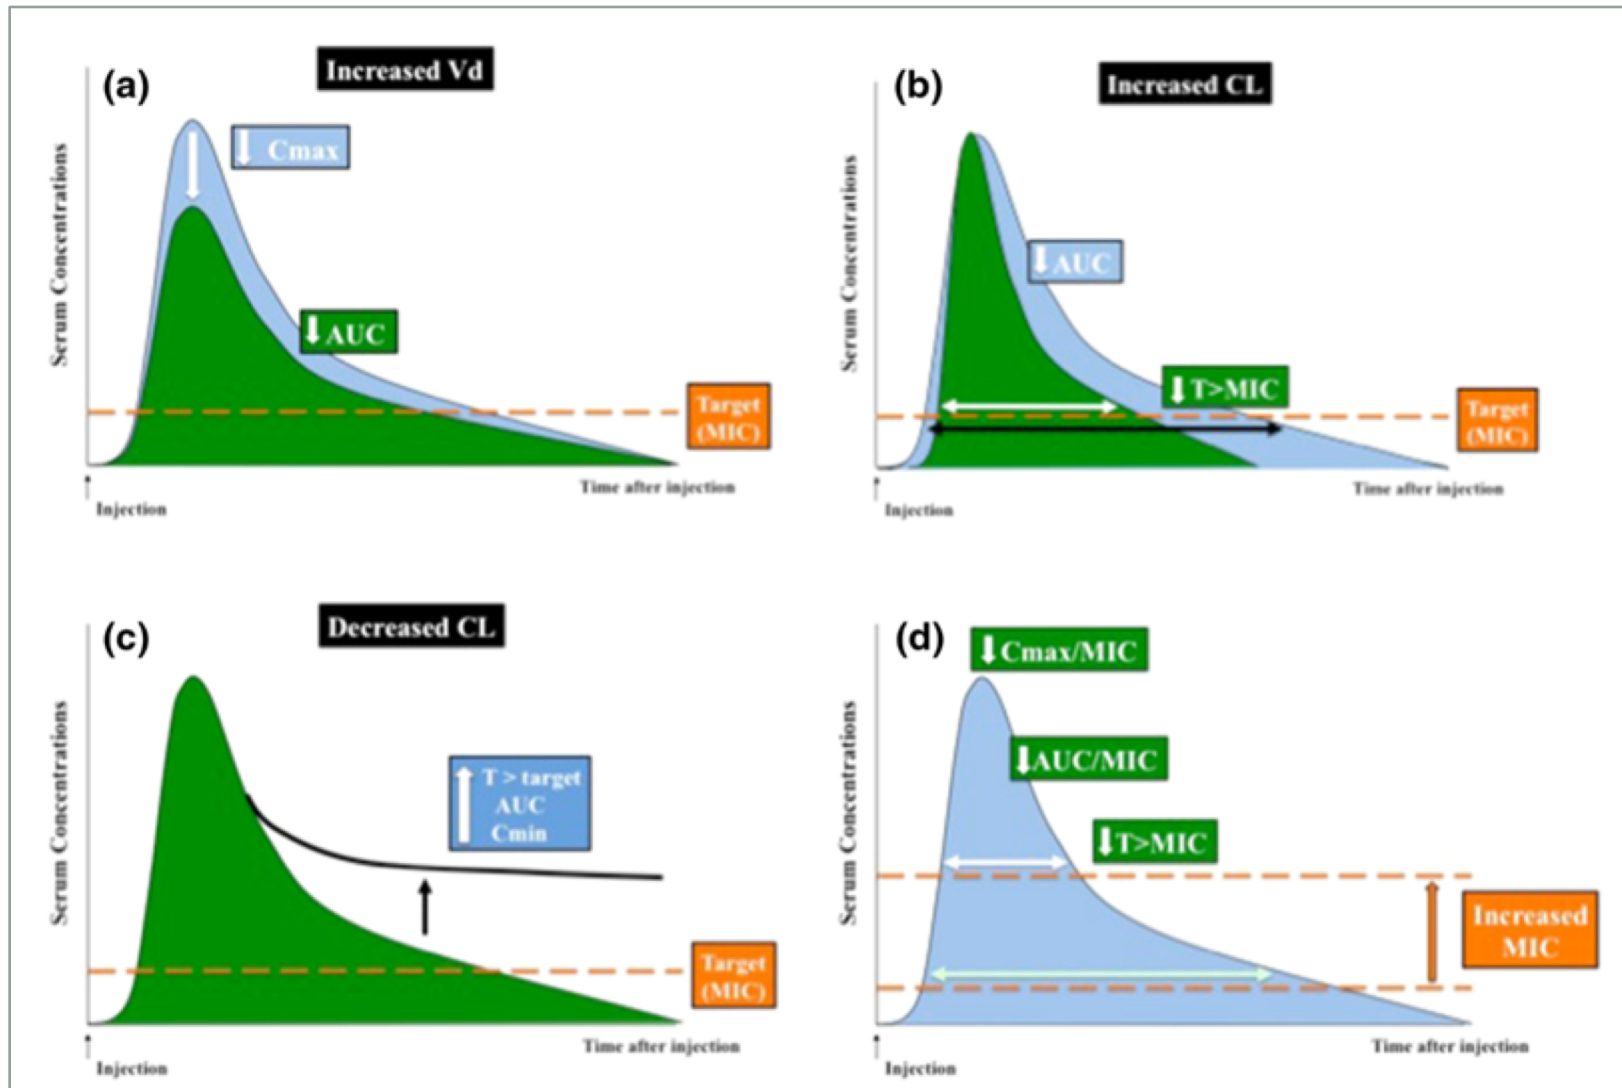 (a)
Increased Vd
Cmax
AUC
Serum Concentrations
Target
(MIC)
Time after injection
Injection
(b)
Increased CL
AUC
T>MIC
Serum Concentrations
Target
(MIC)
Time after injection
Injection
(c)
Decreased CL
T > target
AUC
Cmin
Serum Concentrations
Target
(MIC)
Time after injection
Injection
(d)
Cmax/MIC
AUC/MIC
T>MIC
Serum Concentrations
Increased
MIC
Time after injection
Injection